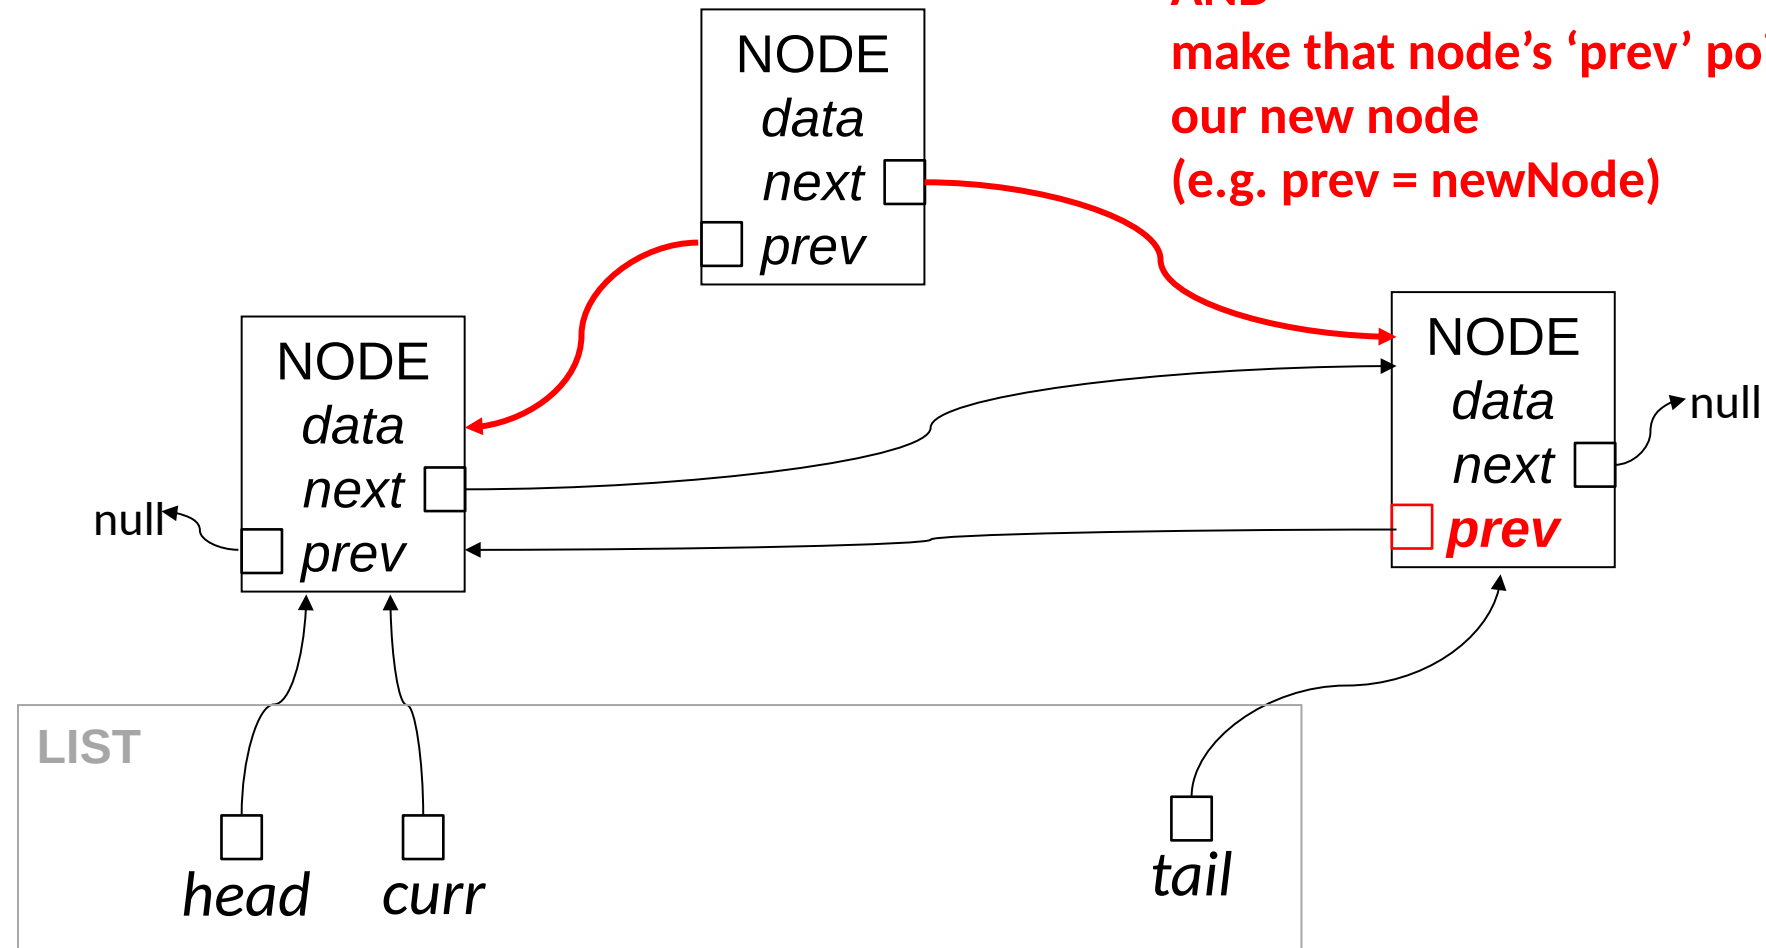 AND
make that node’s ‘prev’
our new node
(e.g. prev = newNode)
NODE
data
next
prev
NODE
data
next
prev
null
NODE
data
next
prev
null
LIST
head
curr
tail